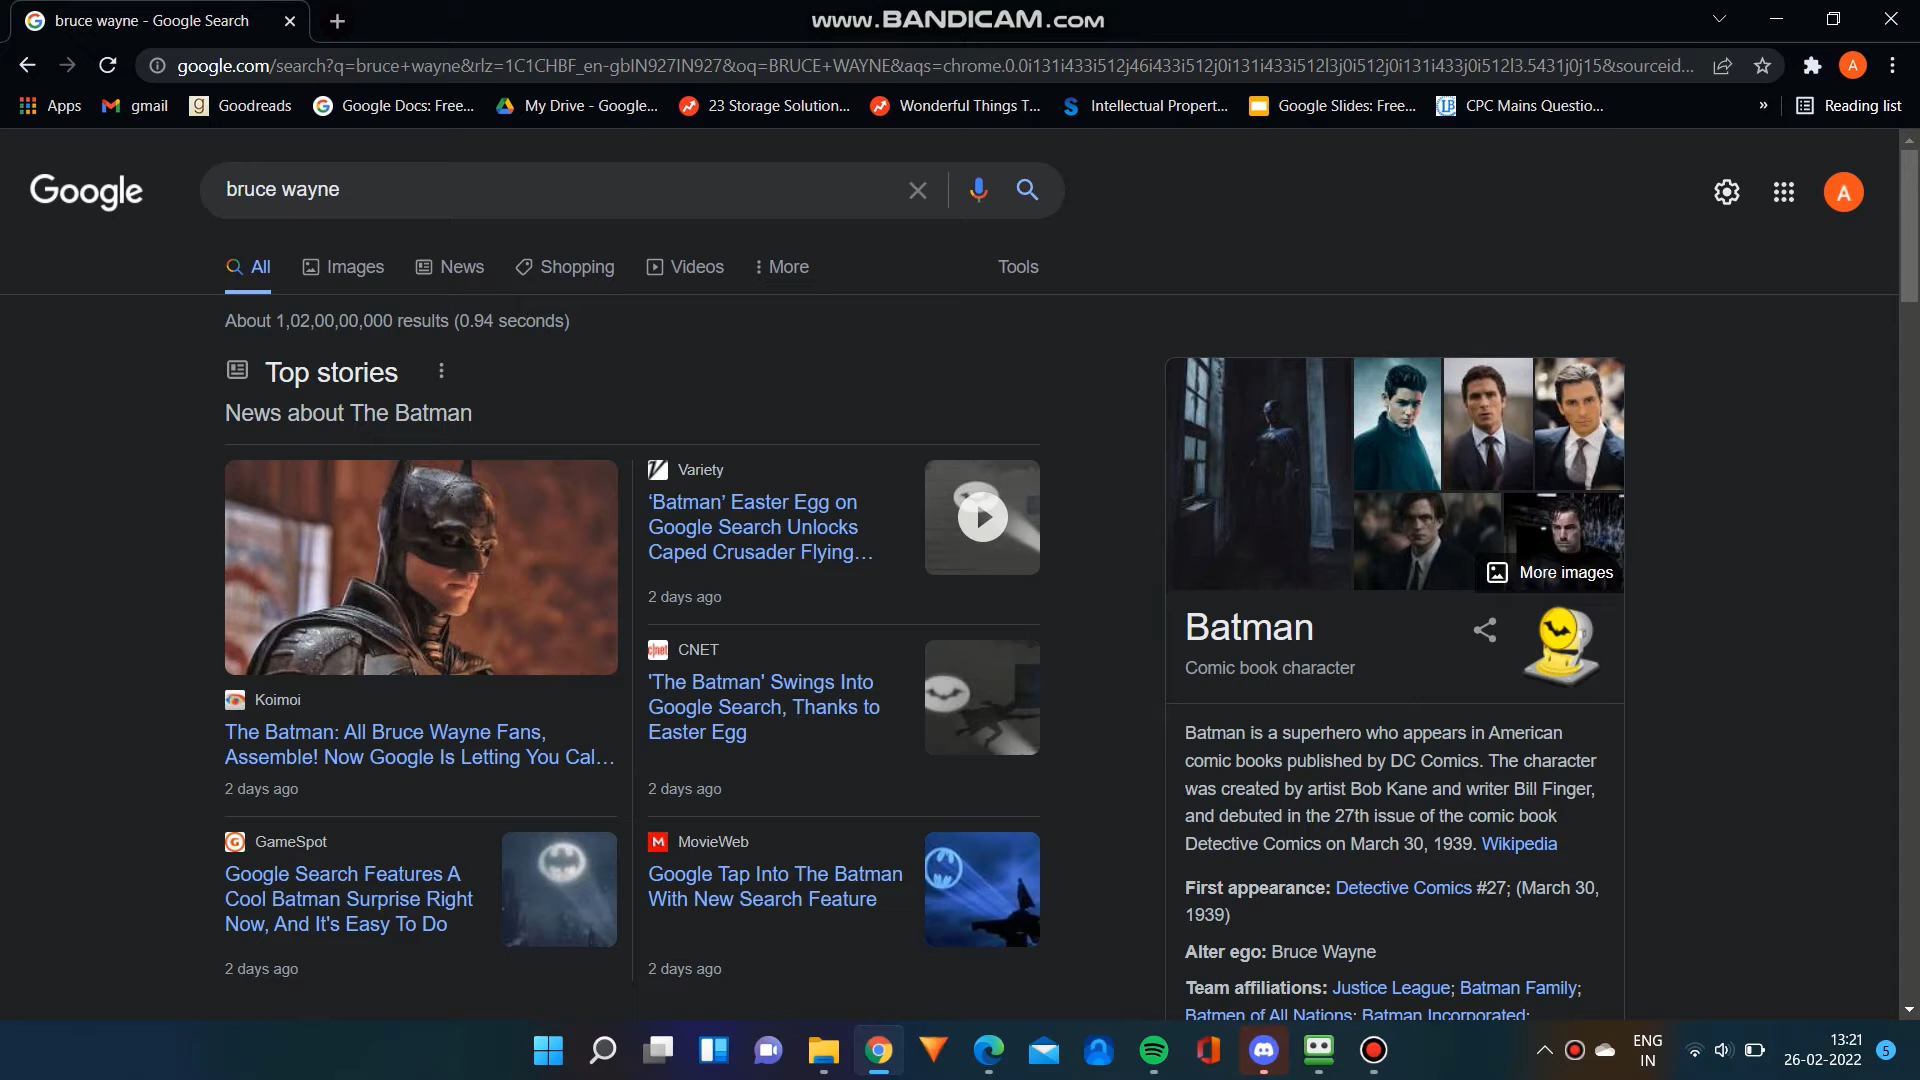 bruce wayne - Google Search
www.BANDICAM.com
google.com/search?q=bruce+wayne&rlz=1C1CHBF_en-gbIN927IN927&oq=BRUCE+WAYNE&aqs=chrome.0.0i131i433i512j46i433i512j0i131i433i512l3j0i512j0i131i433j0i512l3.5431j0j15&sourceid...
A
Apps
gmail
Goodreads
Google Docs: Free...
My Drive - Google...
23 Storage Solution...
Wonderful Things T...
Intellectual Propert...
Google Slides: Free...
CPC Mains Questio...
»
Reading list
Google
bruce wayne
A
All
Images
News
Shopping
Videos
More
Tools
About 1,02,00,00,000 results (0.94 seconds)
Top stories
News about The Batman
Koimoi
The Batman: All Bruce Wayne Fans,
Assemble! Now Google Is Letting You Cal...
2 days ago
GameSpot
Google Search Features A
Cool Batman Surprise Right
Now, And It's Easy To Do
2 days ago
Variety
‘Batman’ Easter Egg on
Google Search Unlocks
Caped Crusader Flying...
2 days ago
c|net
CNET
'The Batman' Swings Into
Google Search, Thanks to
Easter Egg
2 days ago
M
MovieWeb
Google Tap Into The Batman
With New Search Feature
2 days ago
More images
Batman
Comic book character
Batman is a superhero who appears in American
comic books published by DC Comics. The character
was created by artist Bob Kane and writer Bill Finger,
and debuted in the 27th issue of the comic book
Detective Comics on March 30, 1939. Wikipedia
First appearance: Detective Comics #27; (March 30,
1939)
Alter ego: Bruce Wayne
Team affiliations: Justice League; Batman Family;
Batmen of All Nations; Batman Incorporated;
ENG
IN
13:21
26-02-2022
5